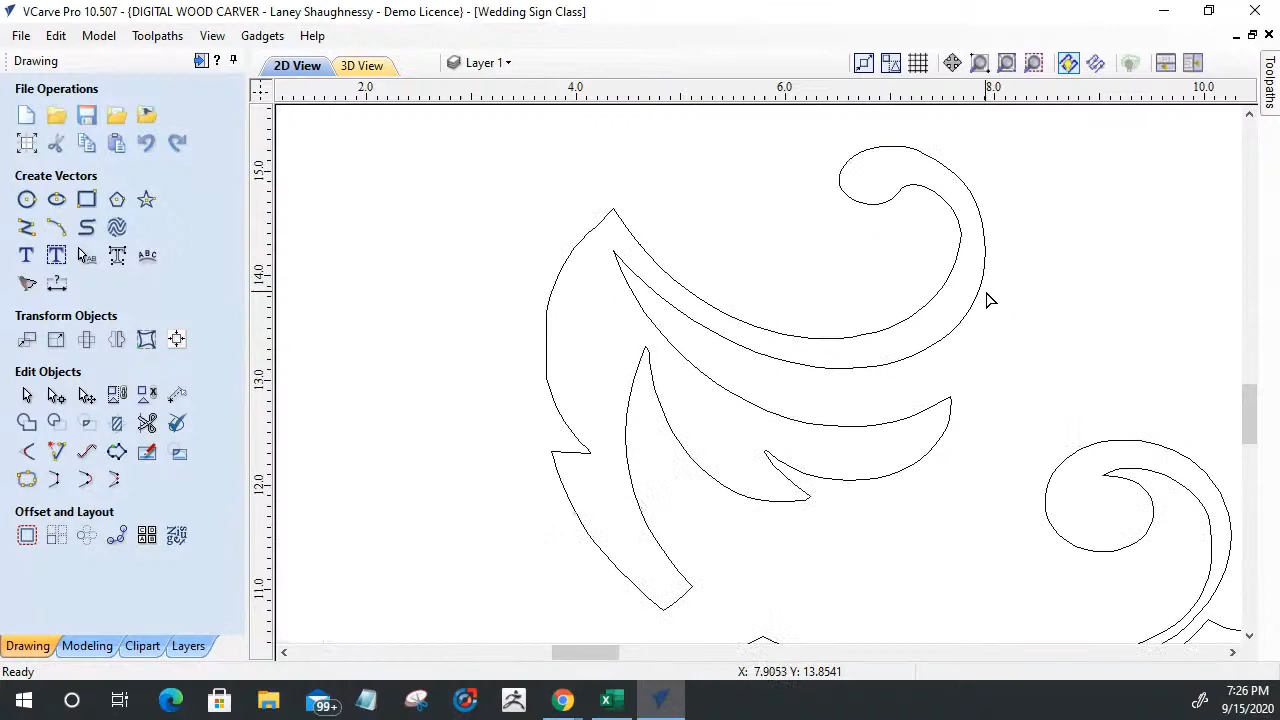 VCarve Pro 10.507 - {DIGITAL WOOD CARVER - Laney Shaughnessy - Demo Licence} - [Wedding Sign Class]
File Edit Model Toolpaths View Gadgets Help
Drawing
2D View 3D View Layer 1
File Operations
2.0 4.0 6.0 8.0 10.0
Toolpaths
15.0
14.0
13.0
12.0
11.0
Create Vectors
ABC
Transform Objects
Edit Objects
Offset and Layout
Drawing Modeling Clipart Layers
Ready
X: 7.9053 Y: 13.8541
99+
7:26 PM
9/15/2020